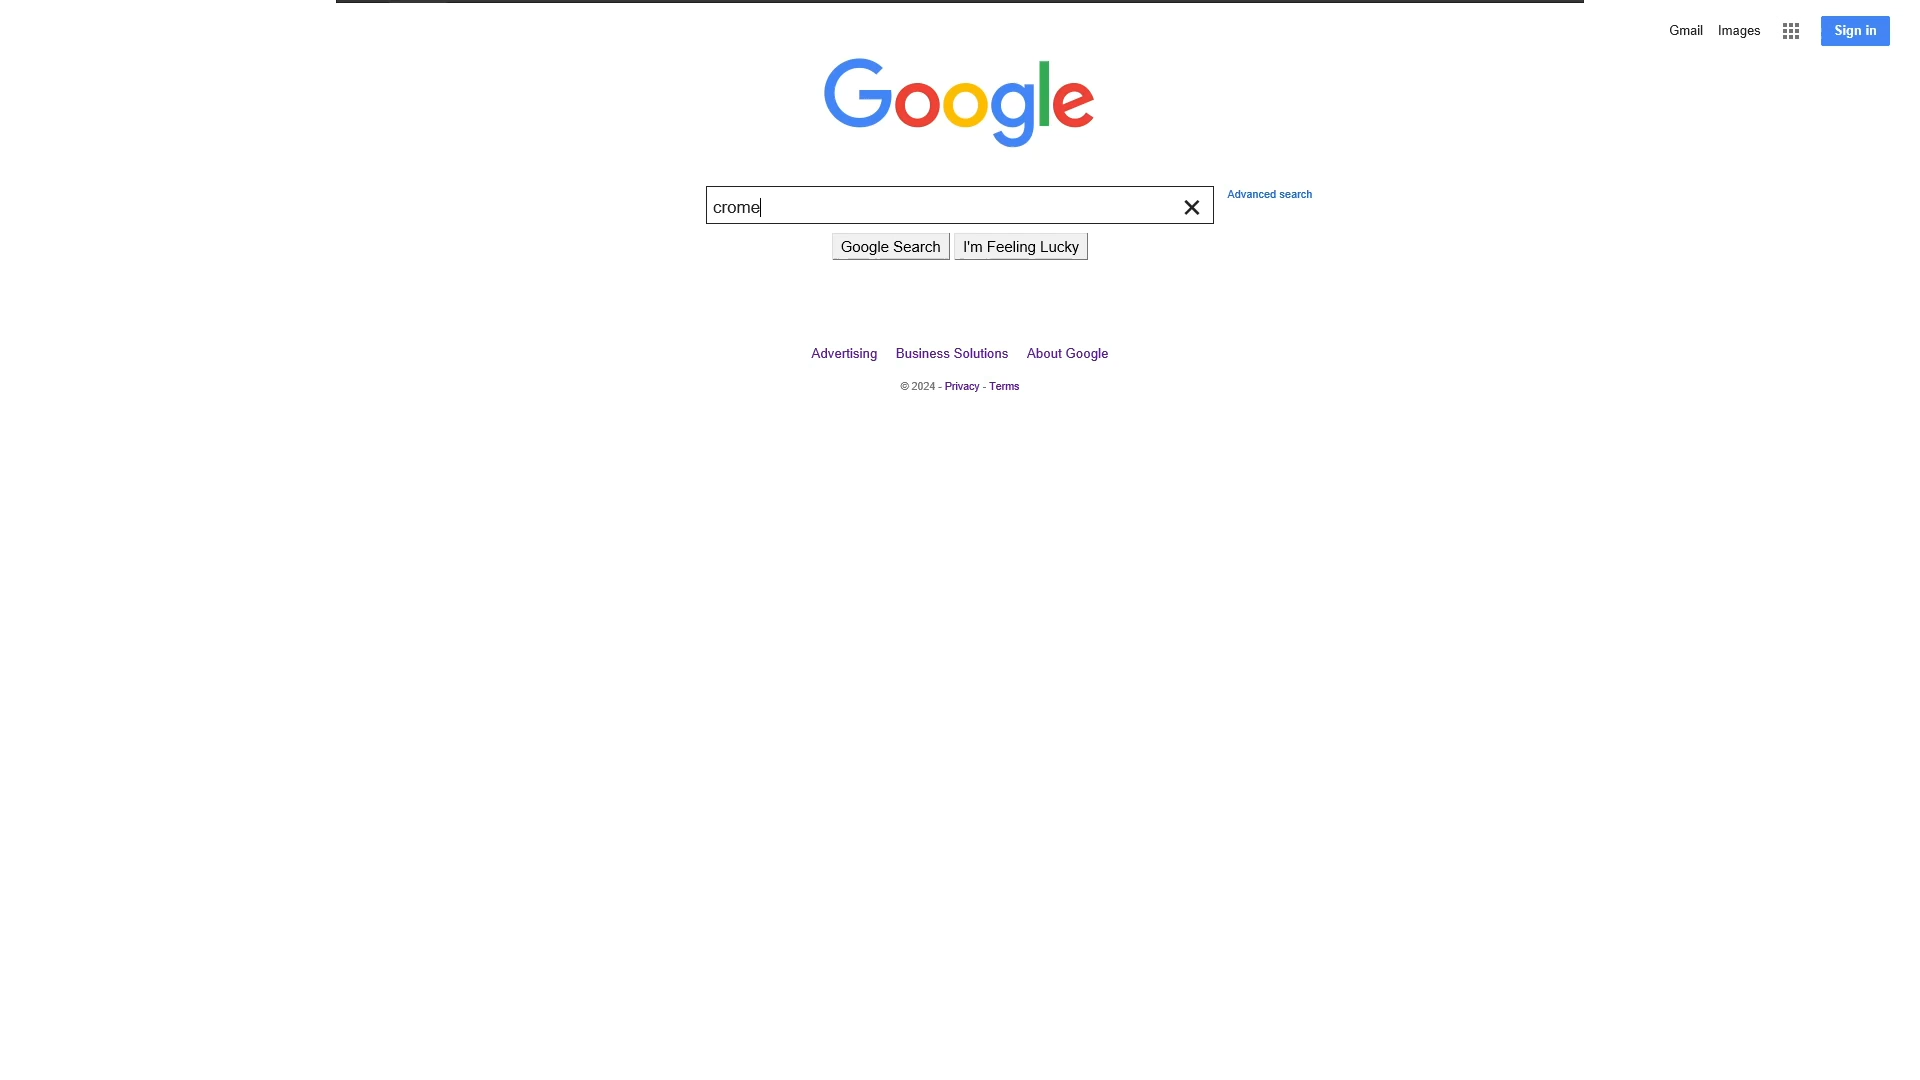 Gmail Images Sign in
Google
crome
Advanced search
Google Search I'm Feeling Lucky
Advertising Business Solutions About Google
© 2024 - Privacy - Terms